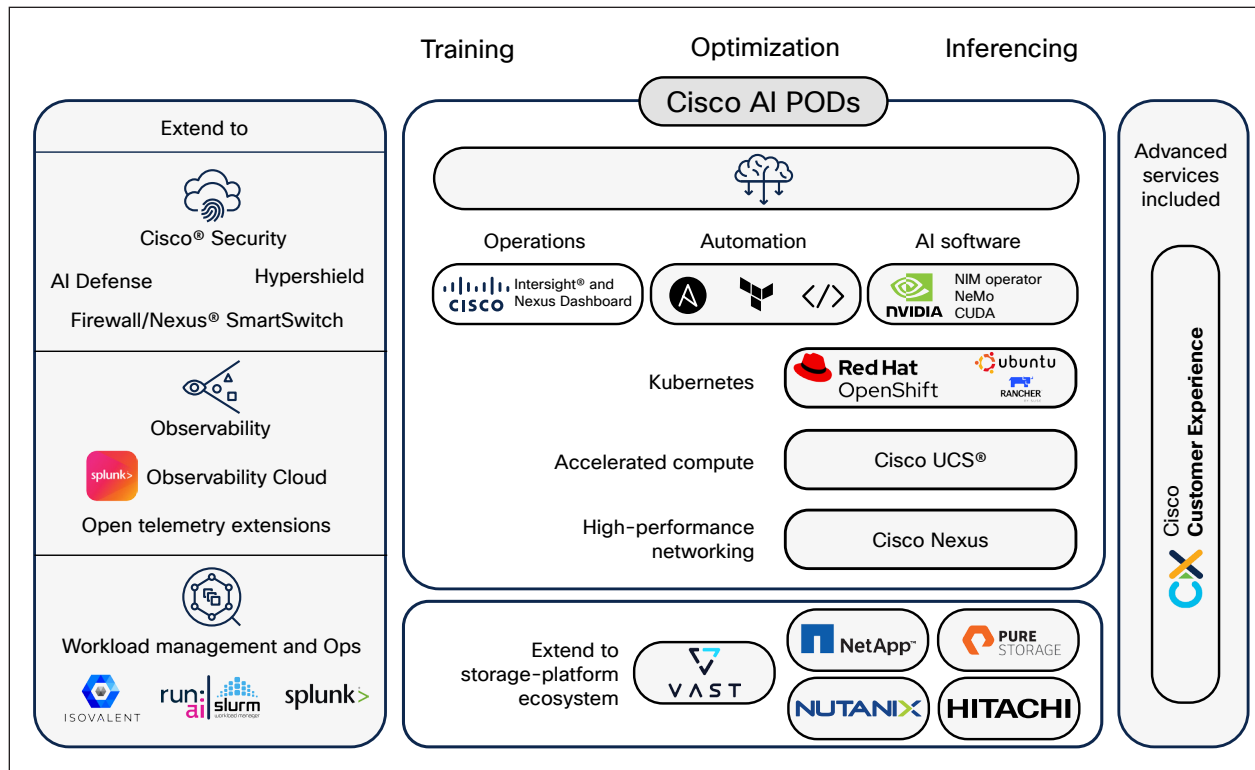 Training
Optimization
Inferencing
Cisco AI PODs
Extend to
Cisco® Security
AI Defense
Hypershield
Firewall/Nexus® SmartSwitch
Observability
splunk>
Observability Cloud
Open telemetry extensions
Workload management and Ops
ISOVALENT
run:
ai
slurm
workload manager
splunk>
Operations
Automation
AI software
CISCO
Intersight® and
Nexus Dashboard
A
</>
NVIDIA
NIM operator
NeMo
CUDA
Kubernetes
Red Hat
OpenShift
ubuntu
RANCHER
Accelerated compute
Cisco UCS®
High-performance
networking
Cisco Nexus
Extend to
storage-platform
ecosystem
VAST
NetApp™
PURE
STORAGE
NUTANIX
HITACHI
Advanced
services
included
CX
Cisco
Customer Experience